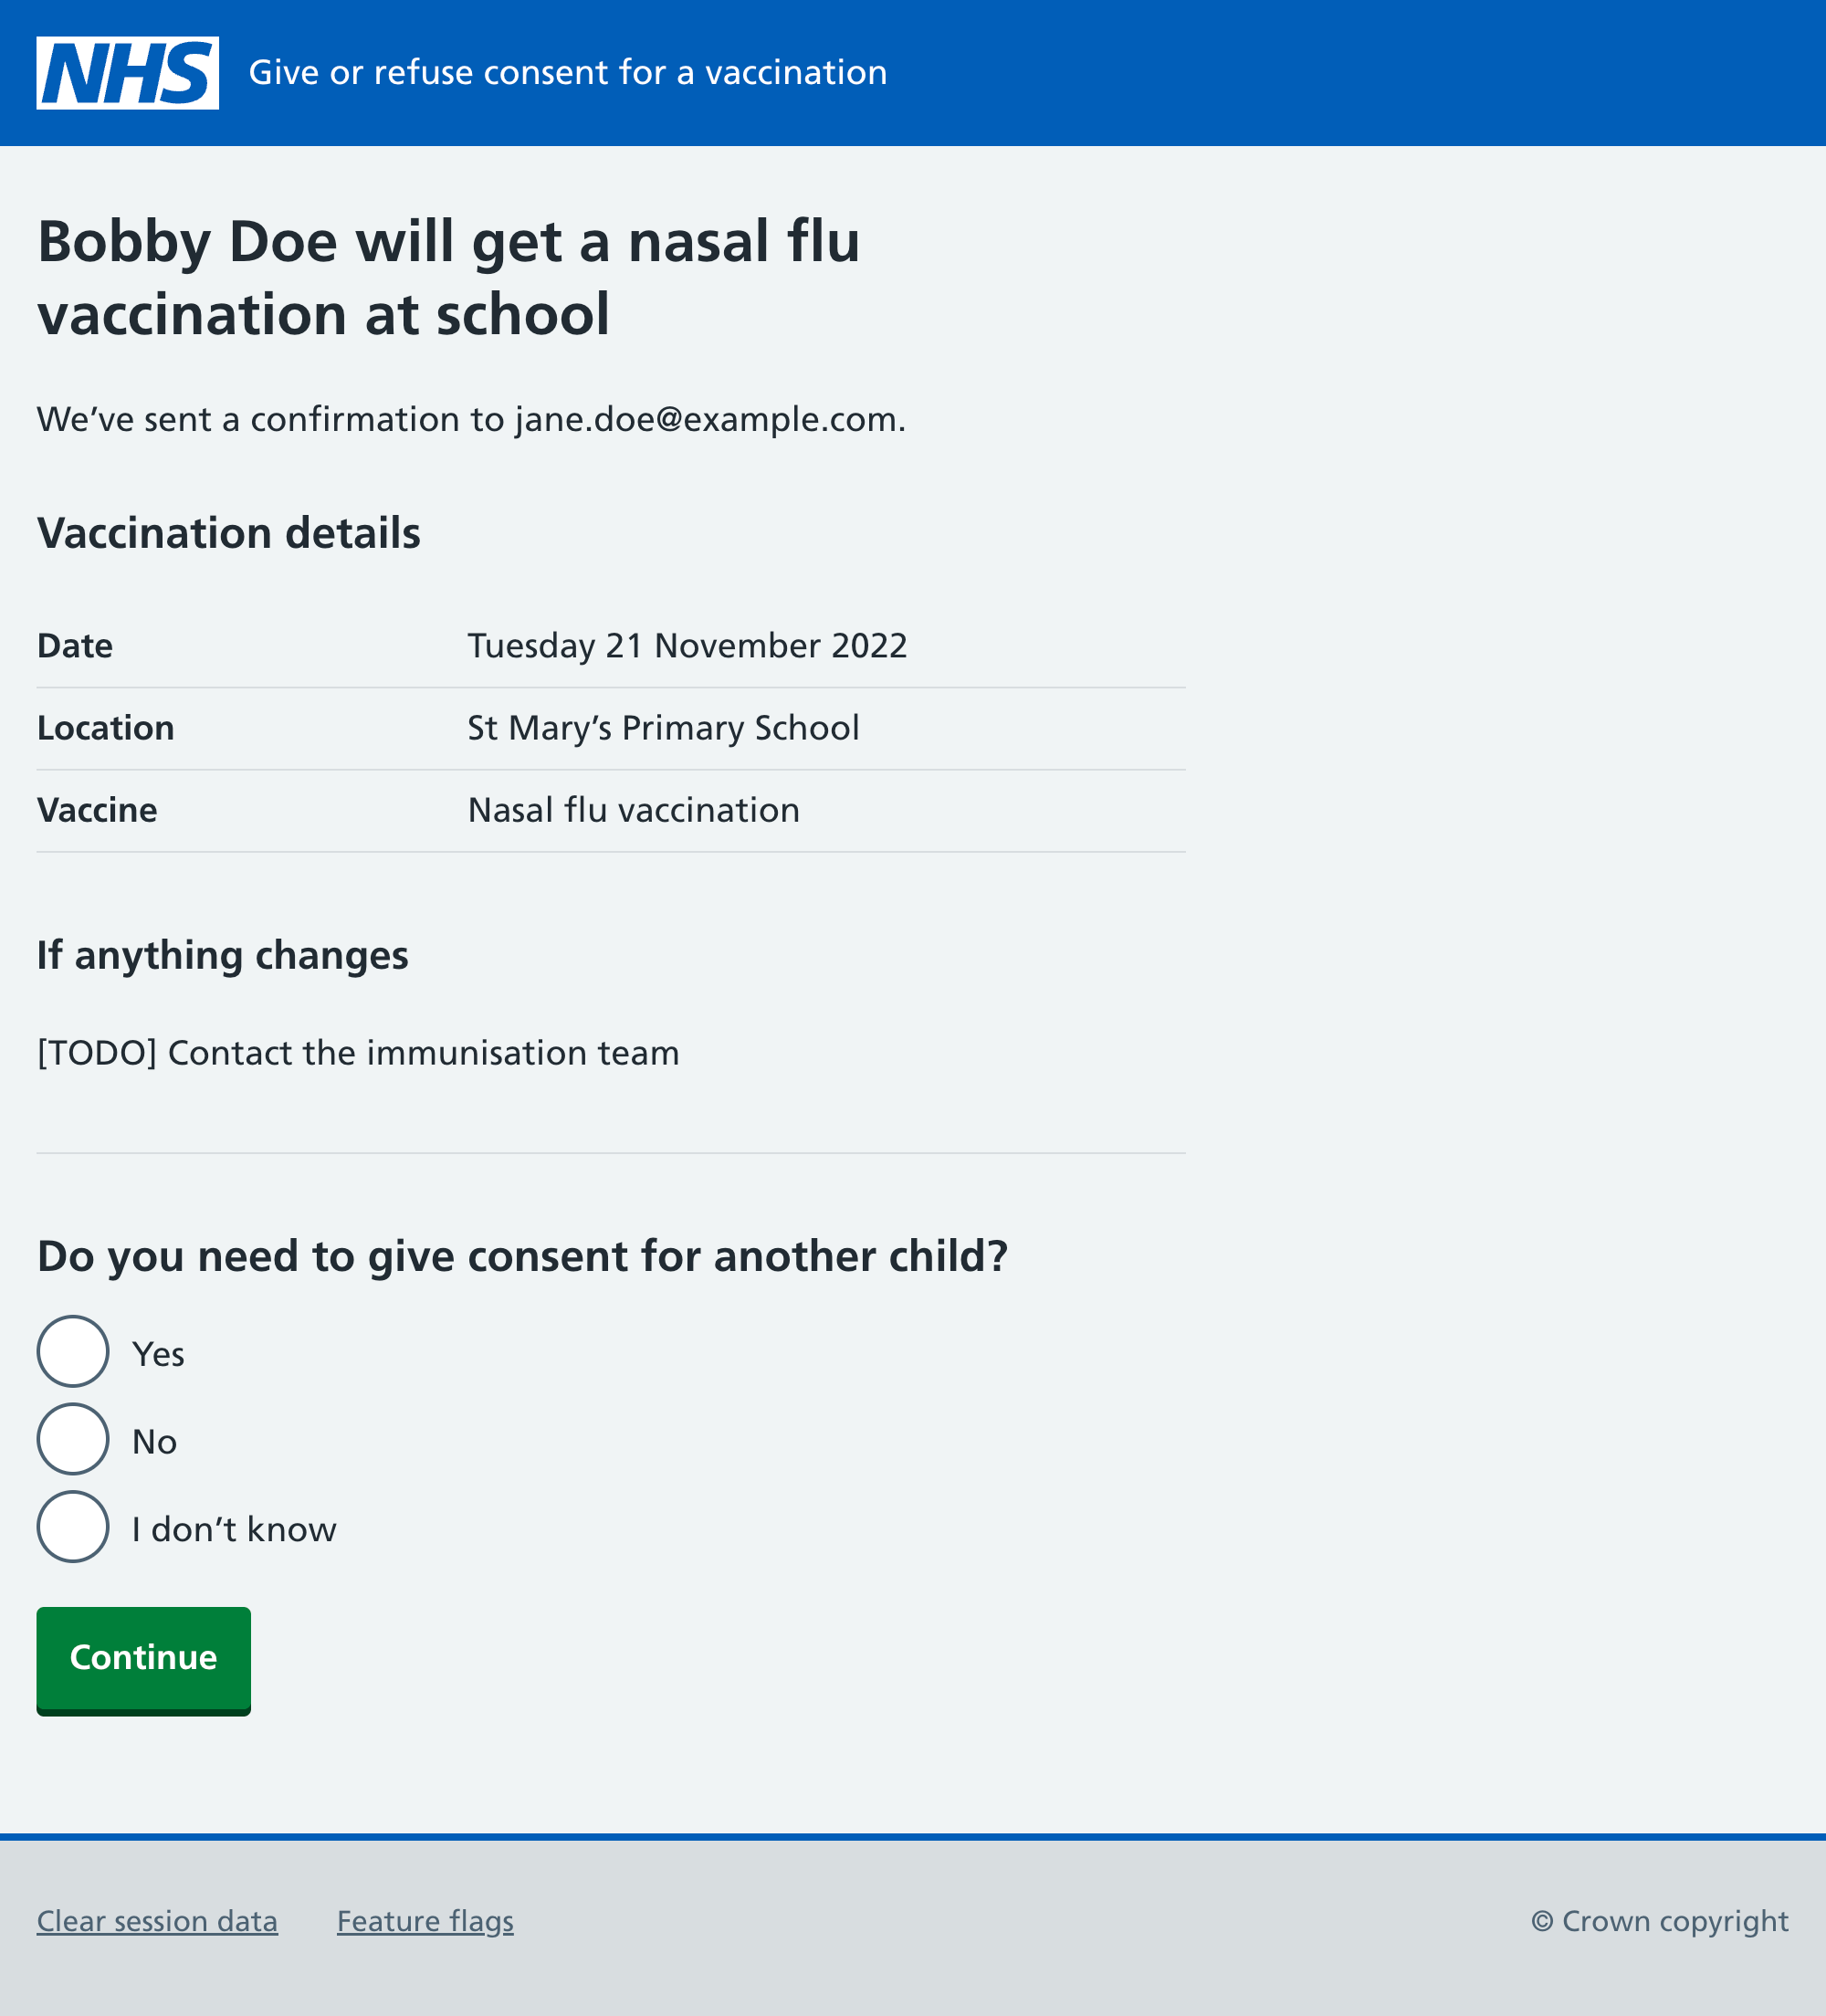 NHS Give or refuse consent for a vaccination
Bobby Doe will get a nasal flu
vaccination at school
We’ve sent a confirmation to jane.doe@example.com.
Vaccination details
Date Tuesday 21 November 2022
Location St Mary’s Primary School
Vaccine Nasal flu vaccination
If anything changes
[TODO] Contact the immunisation team
Do you need to give consent for another child?
Yes
No
I don’t know
Continue
Clear session data Feature flags © Crown copyright